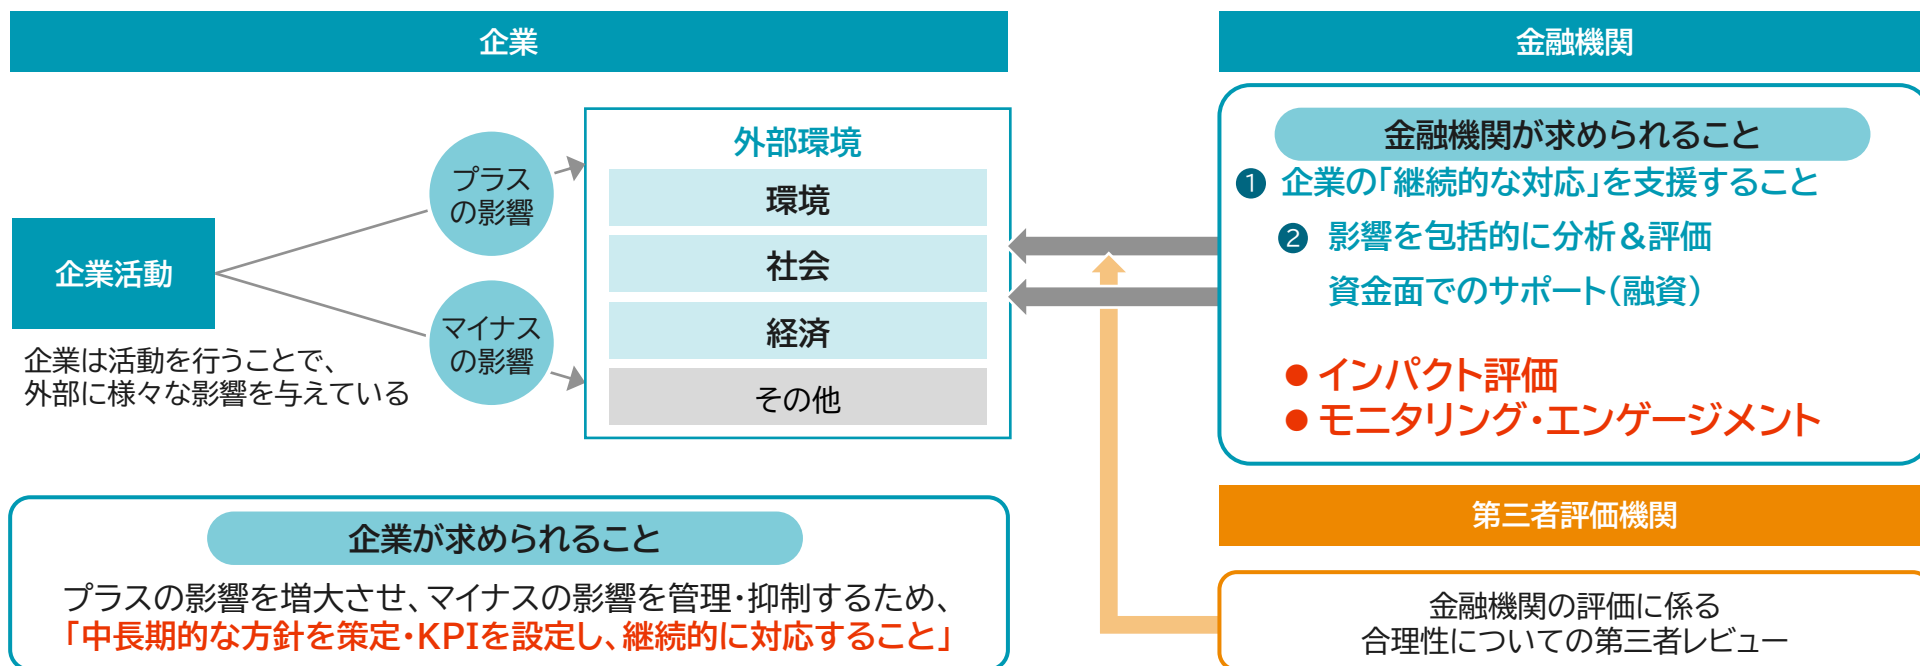 企業
企業活動
企業は活動を行うことで、
外部に様々な影響を与えている
プラス
の影響
マイナス
の影響
外部環境
環境
社会
経済
その他
企業が求められること
プラスの影響を増大させ、マイナスの影響を管理・抑制するため、
「中長期的な方針を策定・KPIを設定し、継続的に対応すること」
金融機関
金融機関が求められること
❶ 企業の「継続的な対応」を支援すること
❷ 影響を包括的に分析&評価
資金面でのサポート(融資)
● インパクト評価
● モニタリング・エンゲージメント
第三者評価機関
金融機関の評価に係る
合理性についての第三者レビュー